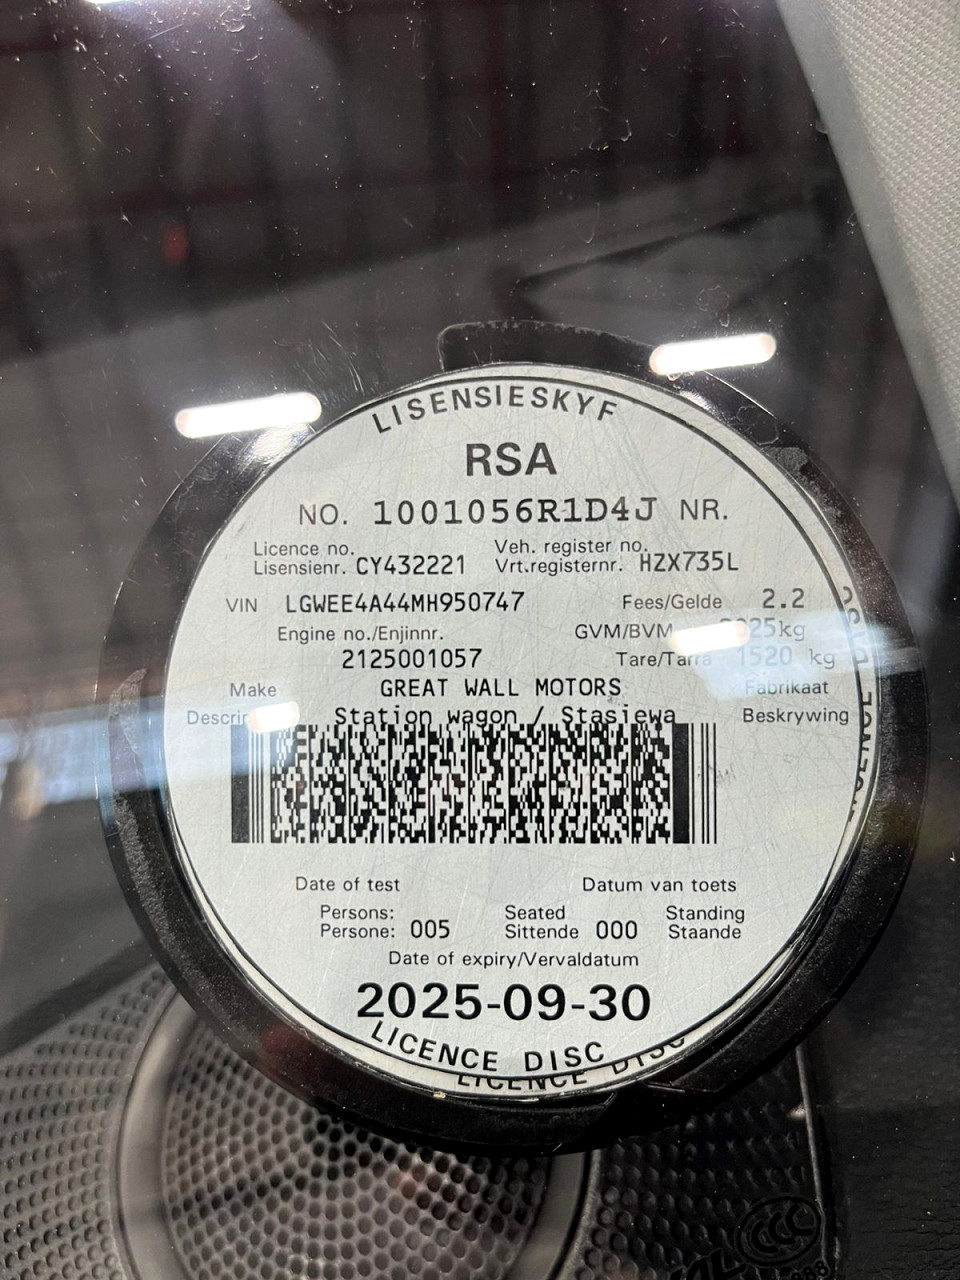 LISENSIESKYF
RSA
NO. 1001056R1D4J NR.
Licence no. Veh. register no.
Lisensienr. CY432221 Vrt.registernr. HZX735L
VIN LGWEE4A44MH950747 Fees/Gelde 2.2
Engine no./Enjinnr. GVM/BVM
2125001057 Tare/Tarra 1520 kg
Make GREAT WALL MOTORS Fabrikaat
Station wagon / Stasiewa Beskrywing
Date of test Datum van toets
Persons: Seated Standing
Persone: 005 Sittende 000 Staande
Date of expiry/Vervaldatum
2025-09-30
LICENCE DISC
LICENCE DISC
CCC